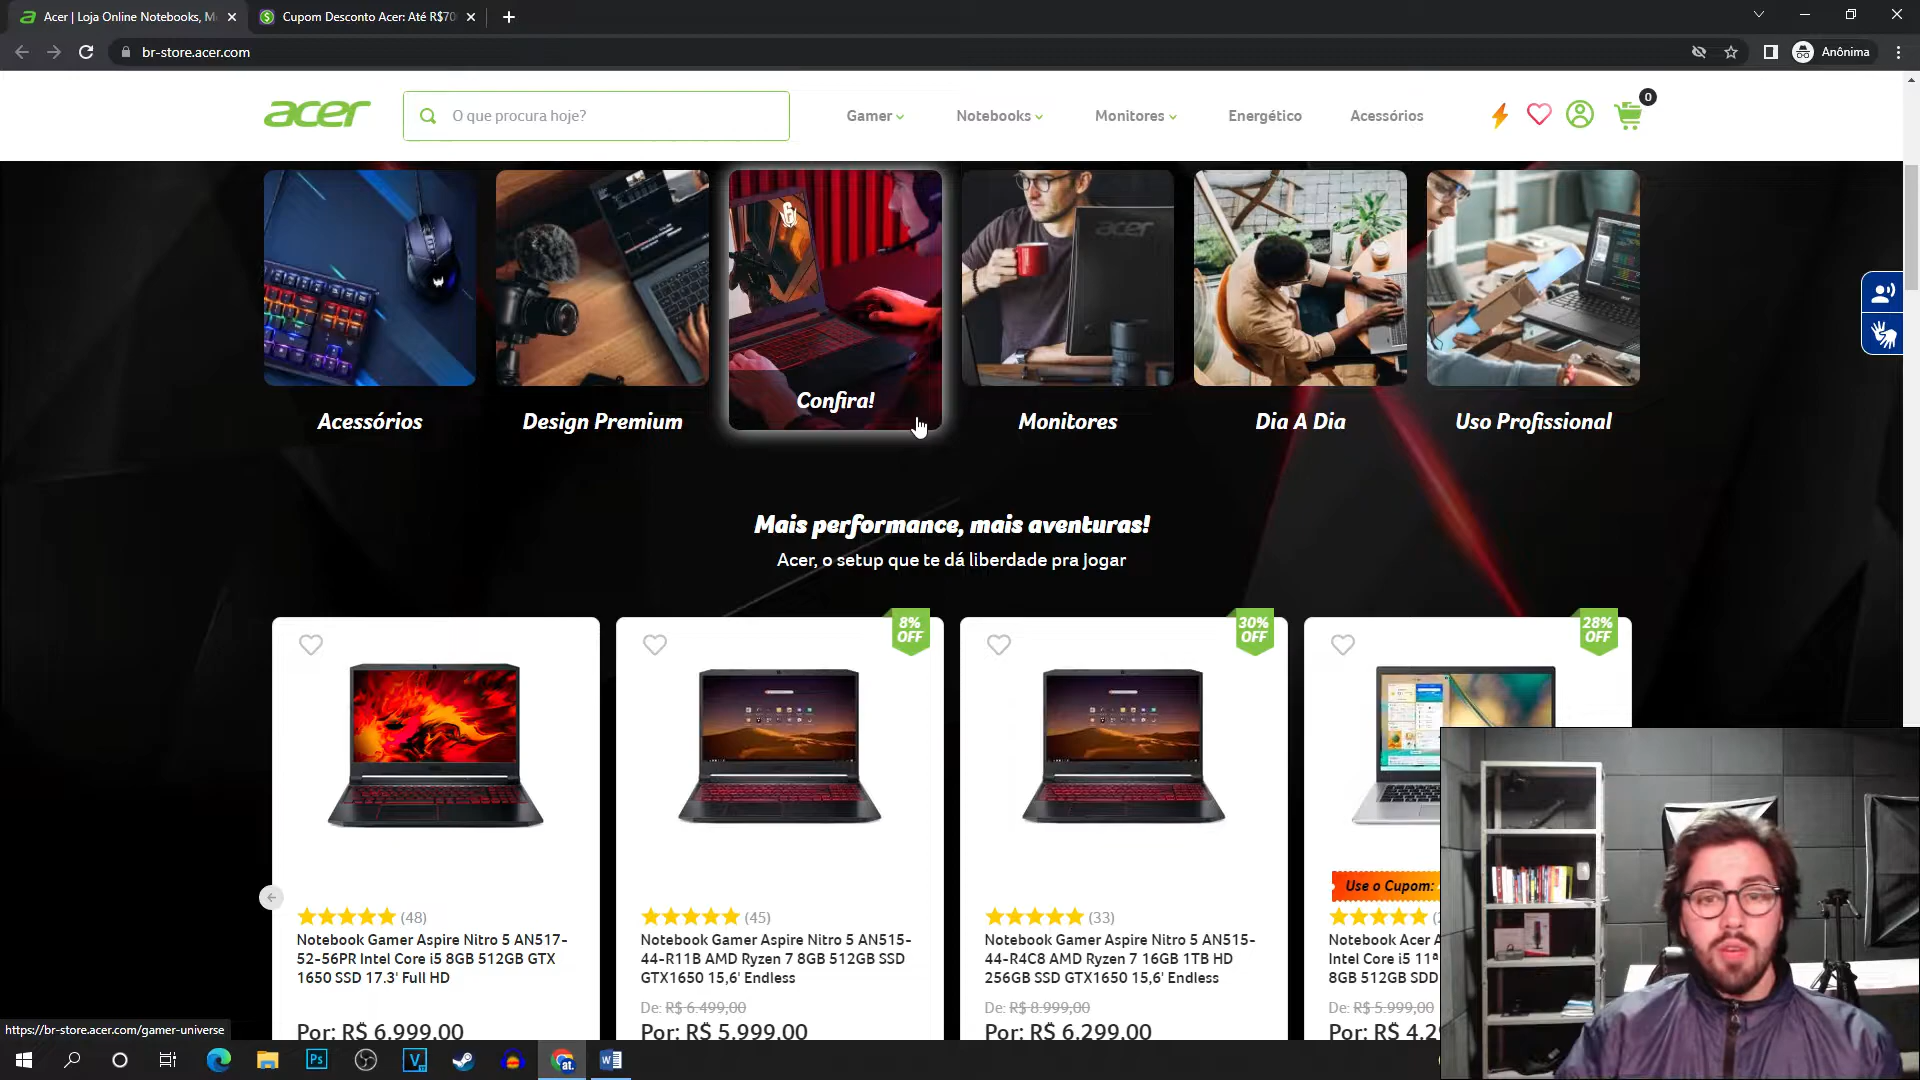 Acer | Loja Online Notebooks, M
Cupom Desconto Acer: Até R$70
br-store.acer.com
Anônima
acer
O que procura hoje?
Gamer
Notebooks
Monitores
Energético
Acessórios
0
acer
Confira!
Acessórios
Design Premium
Monitores
Dia A Dia
Uso Profissional
Mais performance, mais aventuras!
Acer, o setup que te dá liberdade pra jogar
8%
OFF
30%
OFF
28%
OFF
Use o Cupom:
(48)
(45)
(33)
Notebook Gamer Aspire Nitro 5 AN517-
52-56PR Intel Core i5 8GB 512GB GTX
1650 SSD 17.3' Full HD
Por: R$ 6.999,00
Notebook Gamer Aspire Nitro 5 AN515-
44-R11B AMD Ryzen 7 8GB 512GB SSD
GTX1650 15,6' Endless
De: R$ 6.499,00
Por: R$ 5.999,00
Notebook Gamer Aspire Nitro 5 AN515-
44-R4C8 AMD Ryzen 7 16GB 1TB HD
256GB SSD GTX1650 15,6' Endless
De: R$ 8.999,00
Por: R$ 6.299,00
Notebook Acer A
Intel Core i5 11ª
8GB 512GB SDD
De: R$ 5.999,00
Por: R$ 4.2
https://br-store.acer.com/gamer-universe
Ps
V
at.
W